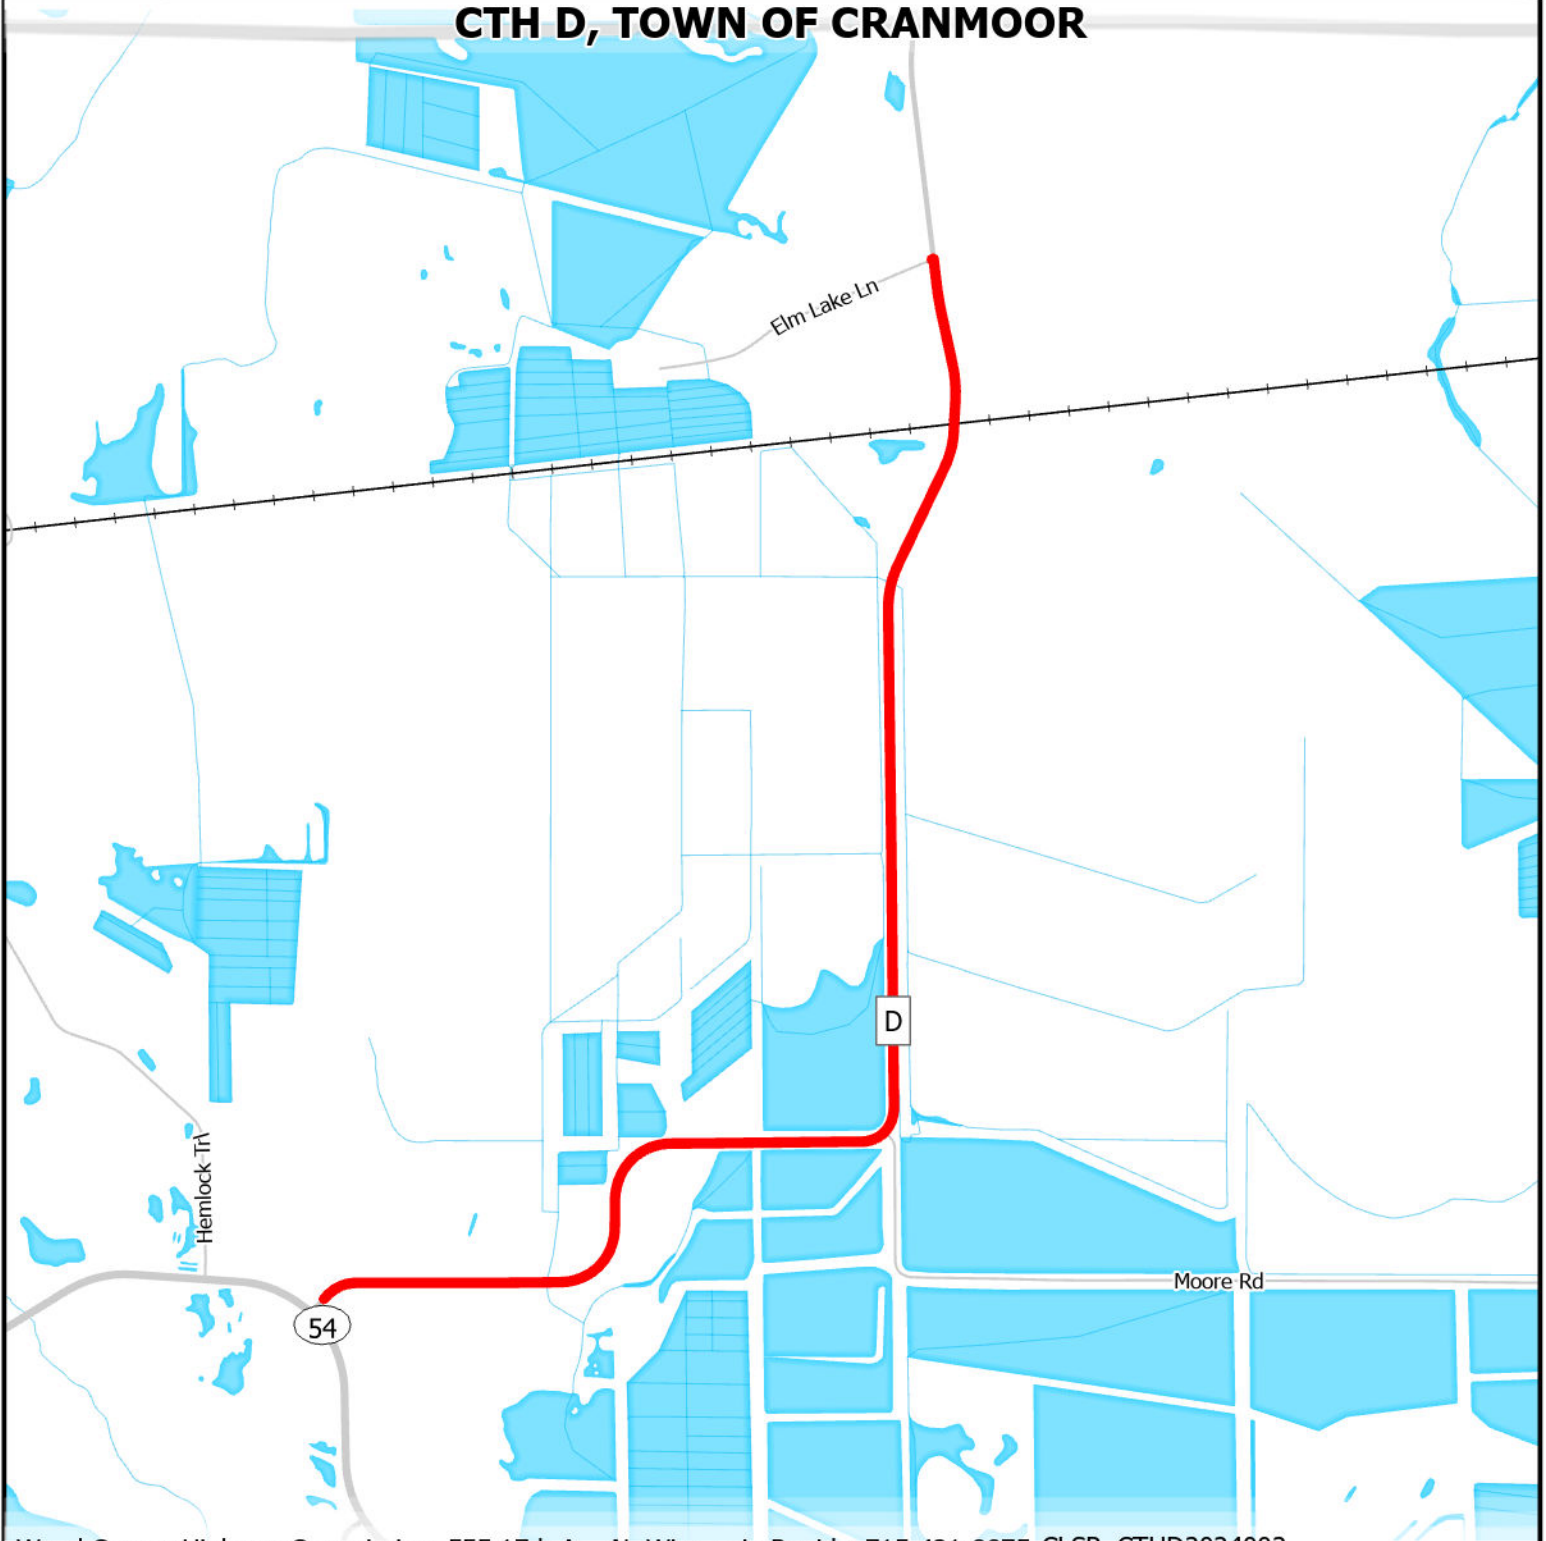 CTH D, TOWN OF CRANMOOR
Elm Lake Ln
D
Hemlock Trl
Moore Rd
54